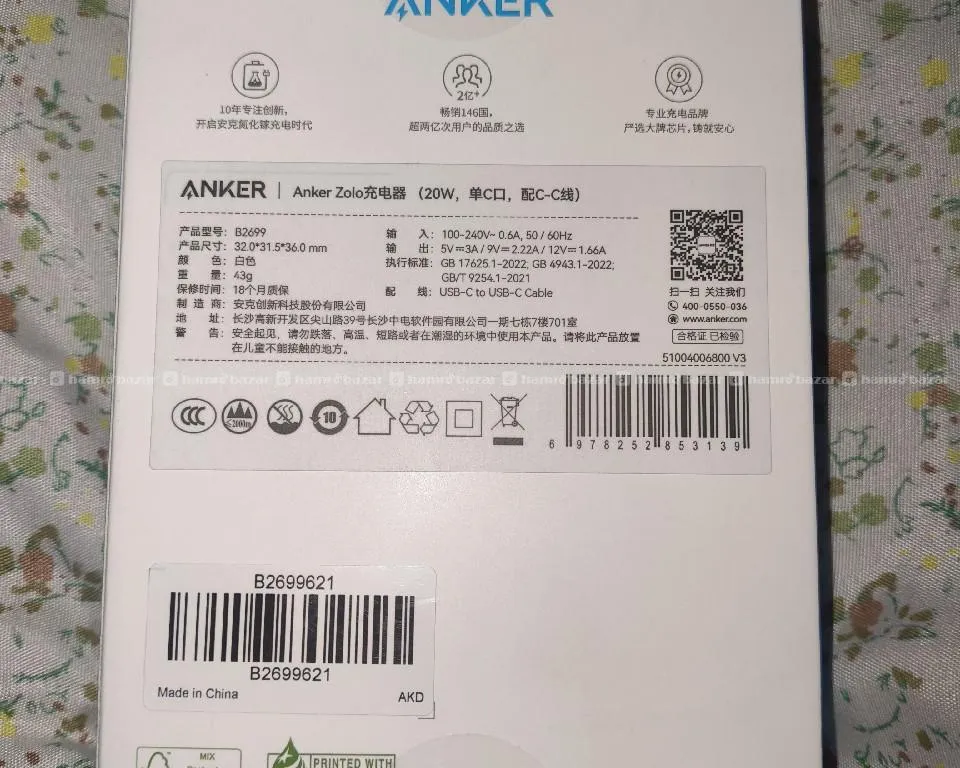 ANKER
10年专注创新,
开启安克氮化镓充电时代
2亿+
畅销146国,
超两亿次用户的品质之选
专业充电品牌
严选大牌芯片,铸就安心
ANKER | Anker Zolo充电器 (20W,单C口,配C-C线)
产品型号: B2699
产品尺寸: 32.0*31.5*36.0 mm
颜 色: 白色
重 量: 43g
保修时间: 18个月质保
制 造 商: 安克创新科技股份有限公司
地 址: 长沙高新开发区尖山路39号长沙中电软件园有限公司一期七栋7楼701室
警 告: 安全起见,请勿跌落、高温、短路或者在潮湿的环境中使用本产品。请将此产品放置
在儿童不能接触的地方。
输 入: 100-240V~ 0.6A, 50 / 60Hz
输 出: 5V⎓3A / 9V⎓2.22A / 12V⎓1.66A
执行标准: GB 17625.1-2022; GB 4943.1-2022;
GB/T 9254.1-2021
配 线: USB-C to USB-C Cable
扫一扫 关注我们
400-0550-036
www.anker.com
合格证 已检验
51004006800 V3
hamrobazar hamrobazar hamrobazar hamrobazar hamrobazar hamrobazar hamrobazar
CCC
≤2000m
10
6 978252 853139
B2699621
B2699621
Made in China
AKD
MIX
PRINTED WITH